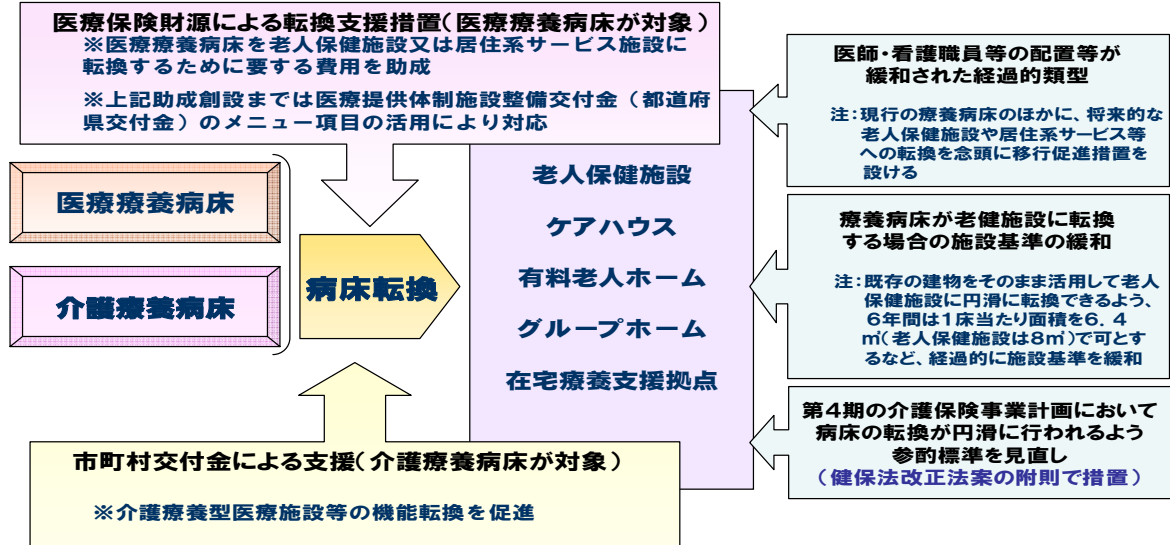 医療保険財源による転換支援措置(医療療養病床が対象)
※医療療養病床を老人保健施設又は居住系サービス施設に
転換するために要する費用を助成
※上記助成創設までは医療提供体制施設整備交付金(都道府
県交付金)のメニュー項目の活用により対応
医療療養病床
介護療養病床
病床転換
老人保健施設
ケアハウス
有料老人ホーム
グループホーム
在宅療養支援拠点
市町村交付金による支援(介護療養病床が対象)
※介護療養型医療施設等の機能転換を促進
医師・看護職員等の配置等が
緩和された経過的類型
注:現行の療養病床のほかに、将来的な
老人保健施設や居住系サービス等
への転換を念頭に移行促進措置を
設ける
療養病床が老健施設に転換
する場合の施設基準の緩和
注:既存の建物をそのまま活用して老人
保健施設に円滑に転換できるよう、
6年間は1床当たり面積を6.4
㎡(老人保健施設は8㎡)で可とす
るなど、経過的に施設基準を緩和
第4期の介護保険事業計画において
病床の転換が円滑に行われるよう
参酌標準を見直し
(健保法改正法案の附則で措置)